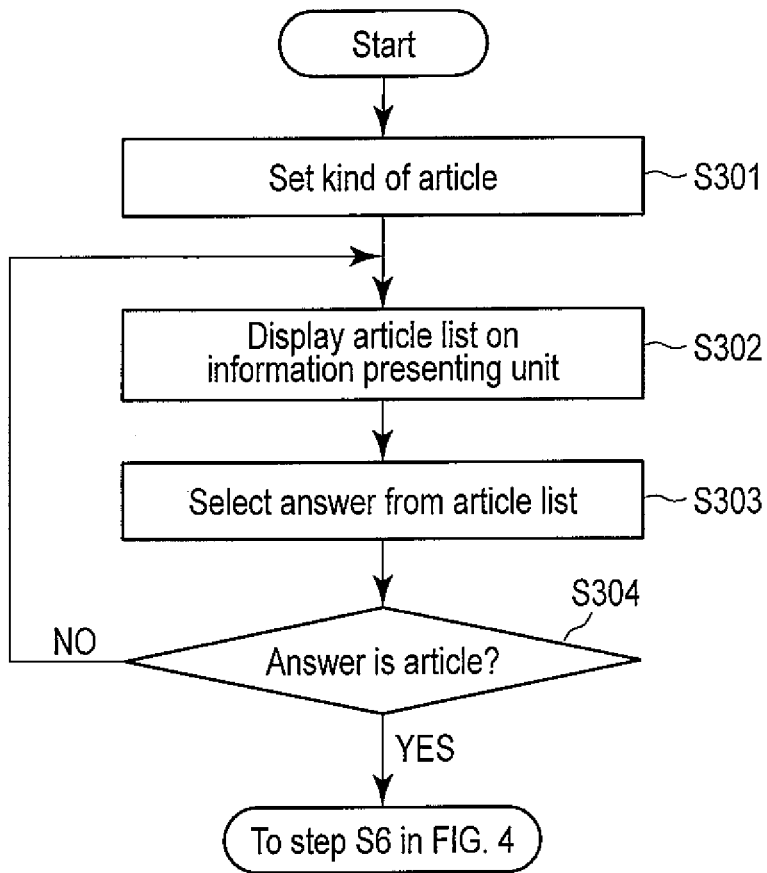 Start
Set kind of article
S301
Display article list on
information presenting unit
S302
Select answer from article list
S303
S304
Answer is article?
NO
YES
To step S6 in FIG. 4